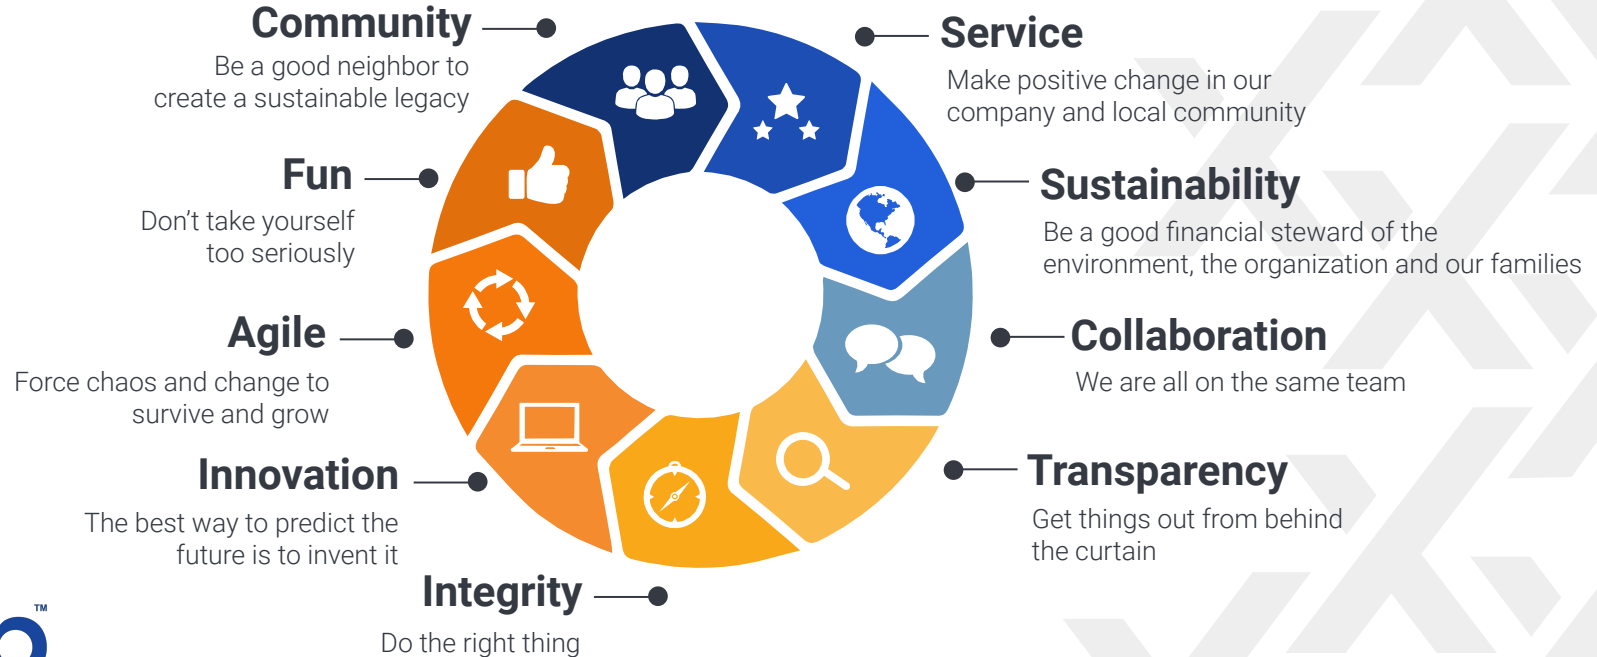 Community
Be a good neighbor to
create a sustainable legacy
Service
Make positive change in our
company and local community
Fun
Don’t take yourself
too seriously
Sustainability
Be a good financial steward of the
environment, the organization and our families
Agile
Force chaos and change to
survive and grow
Collaboration
We are all on the same team
Innovation
The best way to predict the
future is to invent it
Transparency
Get things out from behind
the curtain
Integrity
Do the right thing
TM